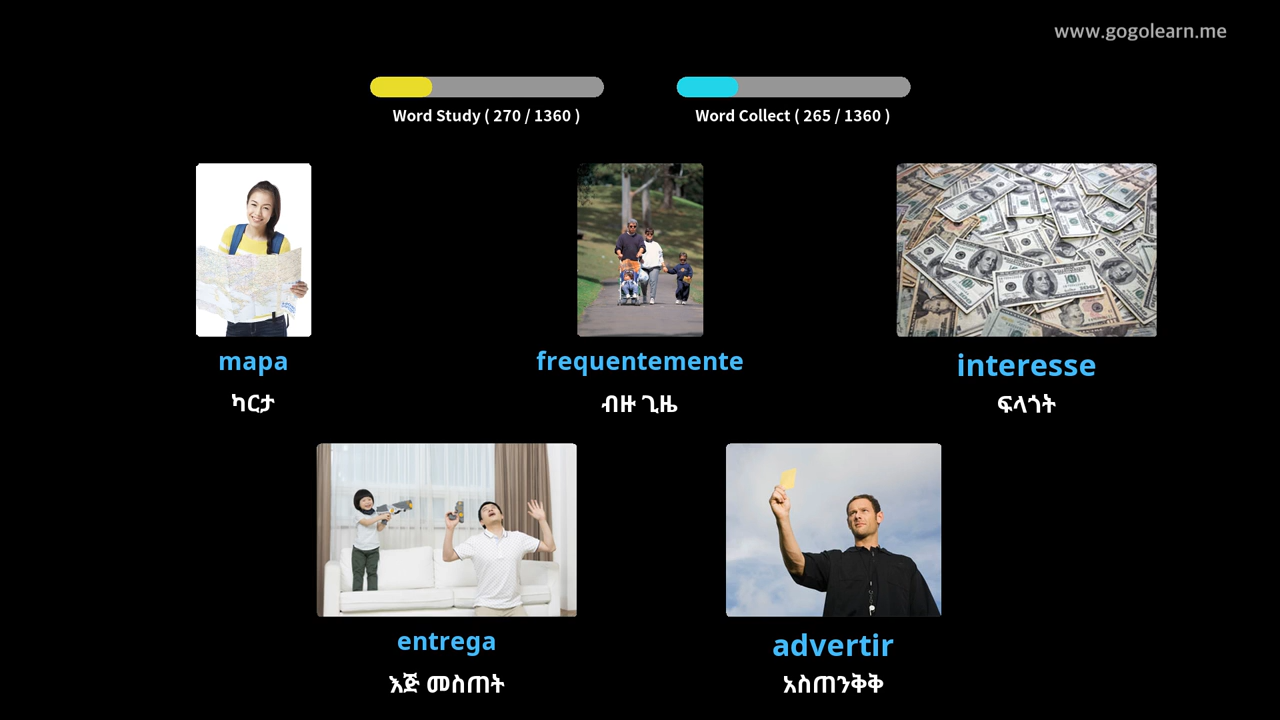 www.gogolearn.me
Word Study ( 270 / 1360 )
Word Collect ( 265 / 1360 )
mapa
ካርታ
frequentemente
ብዙ ጊዜ
interesse
ፍላጎት
entrega
እጅ መስጠት
advertir
አስጠንቅቅ